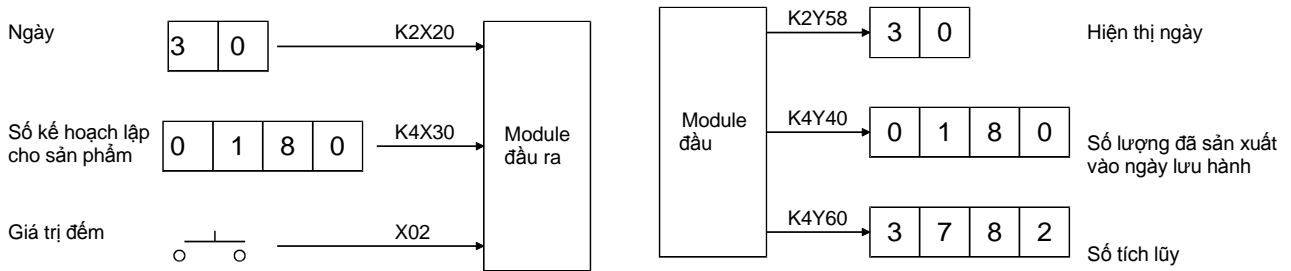 Ngày
3 0
K2X20
Số kế hoạch lập
cho sản phẩm
0 1 8 0
K4X30
Giá trị đếm
X02
Module
đầu ra
Module
đầu
K2Y58
3 0
Hiện thị ngày
K4Y40
0 1 8 0
Số lượng đã sản xuất
vào ngày lưu hành
K4Y60
3 7 8 2
Số tích lũy